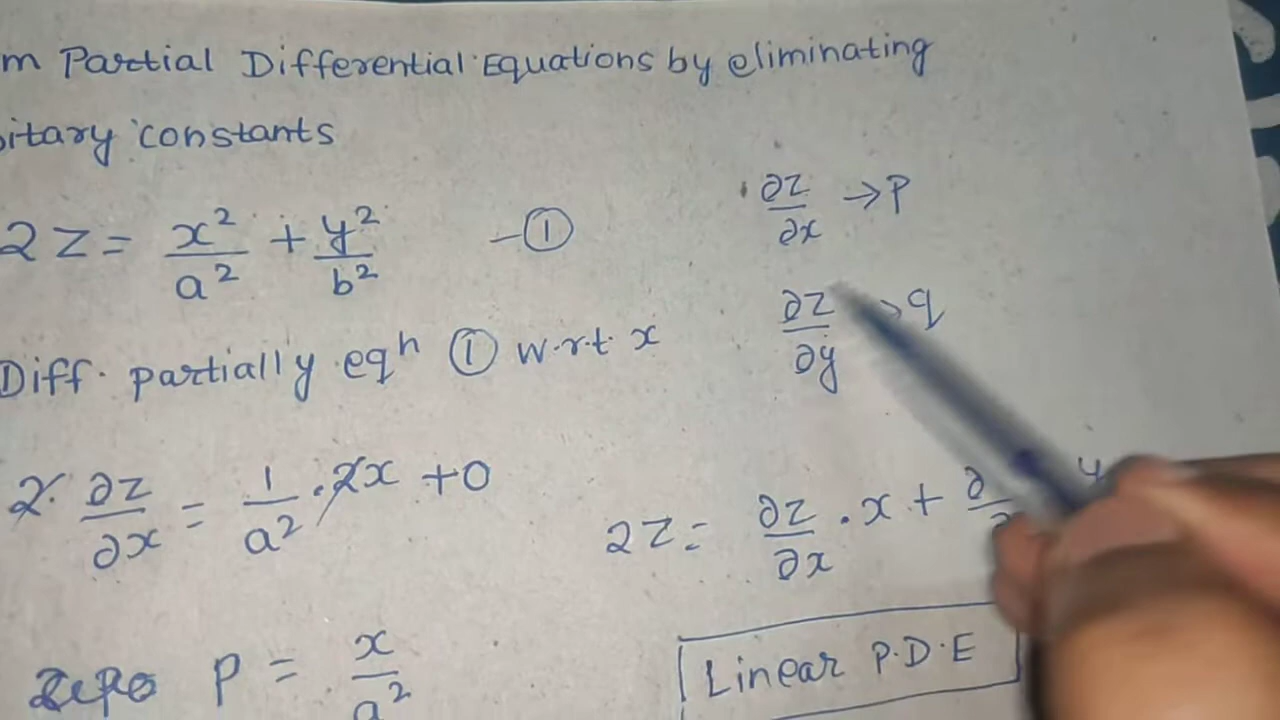 m Partial Differential Equations by eliminating
bitary constants
2Z = x²/a² + y²/b² - ①
∂Z/∂x → P
∂Z/∂y → q
Diff. partially eqⁿ ① w.r.t. x
2. ∂Z/∂x = 1/a² . 2x + 0
2Z = ∂Z/∂x . x + ∂
P = x/a²
Linear P.D.E